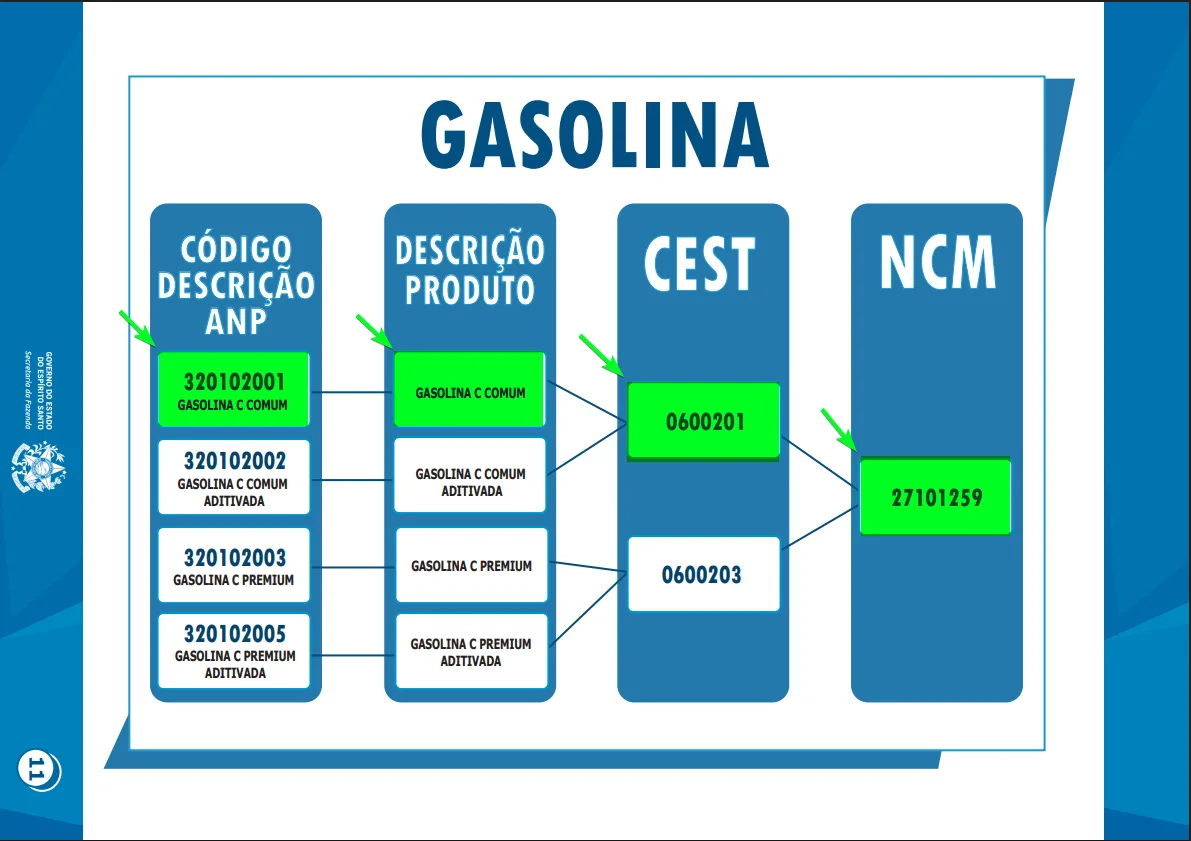 GASOLINA
CÓDIGO
DESCRIÇÃO
ANP
320102001
GASOLINA C COMUM
320102002
GASOLINA C COMUM
ADITIVADA
320102003
GASOLINA C PREMIUM
320102005
GASOLINA C PREMIUM
ADITIVADA
DESCRIÇÃO
PRODUTO
GASOLINA C COMUM
GASOLINA C COMUM
ADITIVADA
GASOLINA C PREMIUM
GASOLINA C PREMIUM
ADITIVADA
CEST
0600201
0600203
NCM
27101259
GOVERNO DO ESTADO
DO ESPÍRITO SANTO
Secretaria da Fazenda
11